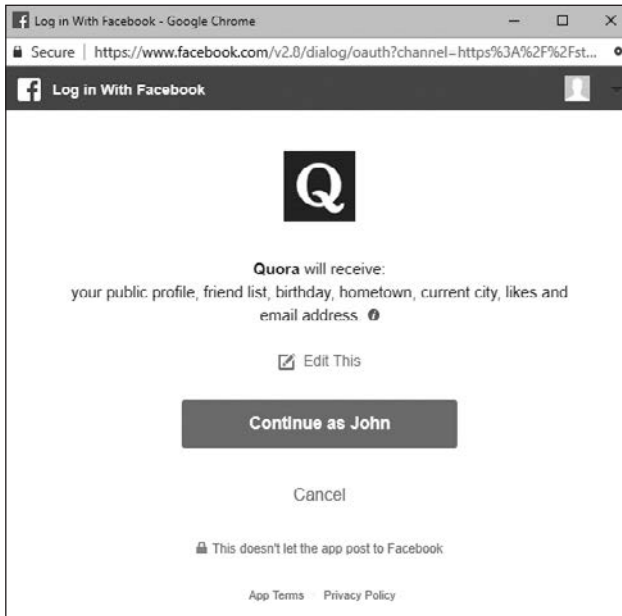 Log in With Facebook - Google Chrome
Secure | https://www.facebook.com/v2.8/dialog/oauth?channel=https%3A%2F%2Fst...
Log in With Facebook
Q
Quora will receive:
your public profile, friend list, birthday, hometown, current city, likes and
email address.
Edit This
Continue as John
Cancel
This doesn't let the app post to Facebook
App Terms Privacy Policy